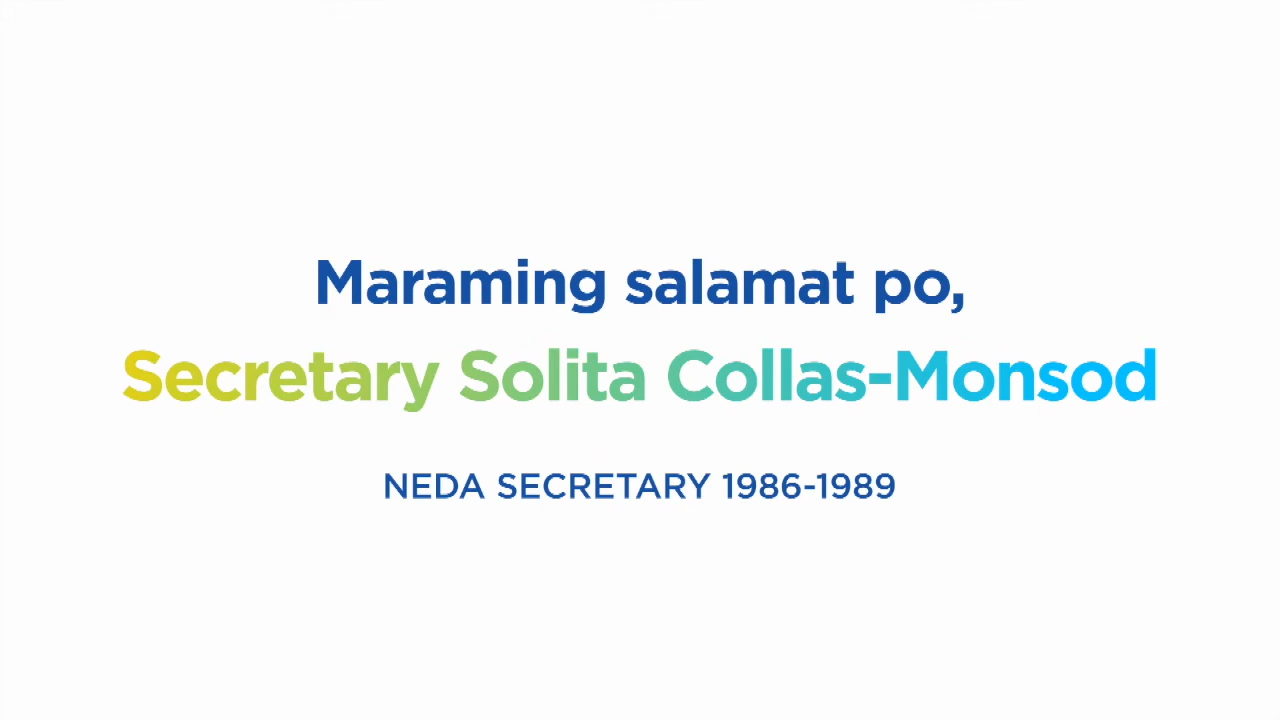 Maraming salamat po,
Secretary Solita Collas-Monsod
NEDA SECRETARY 1986-1989